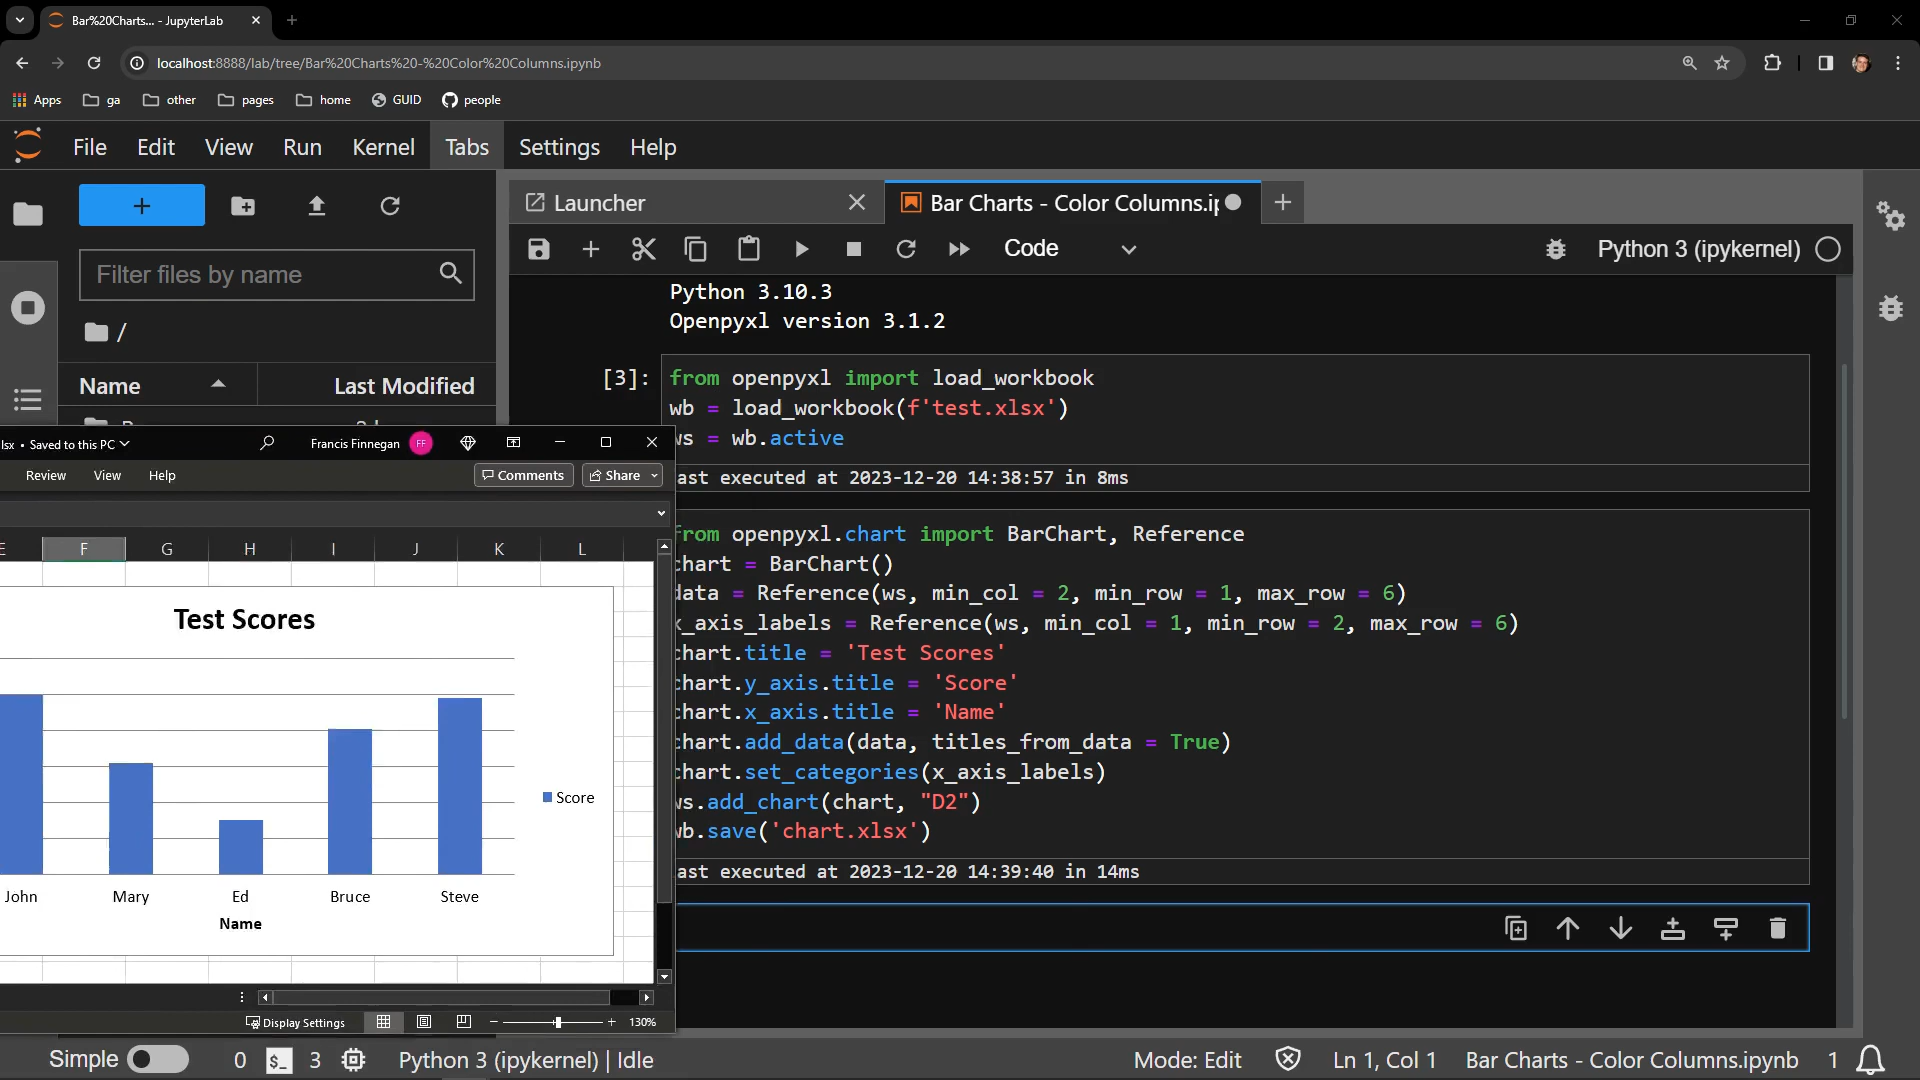 Bar%20Charts... - JupyterLab
localhost:8888/lab/tree/Bar%20Charts%20-%20Color%20Columns.ipynb
Apps ga other pages home GUID people
File Edit View Run Kernel Tabs Settings Help
Launcher
Bar Charts - Color Columns.ip
Code
Python 3 (ipykernel)
Filter files by name
/
Name Last Modified
Python 3.10.3
Openpyxl version 3.1.2
[3]:
from openpyxl import load_workbook
wb = load_workbook(f'test.xlsx')
ws = wb.active
ast executed at 2023-12-20 14:38:57 in 8ms
from openpyxl.chart import BarChart, Reference
chart = BarChart()
data = Reference(ws, min_col = 2, min_row = 1, max_row = 6)
x_axis_labels = Reference(ws, min_col = 1, min_row = 2, max_row = 6)
chart.title = 'Test Scores'
chart.y_axis.title = 'Score'
chart.x_axis.title = 'Name'
chart.add_data(data, titles_from_data = True)
chart.set_categories(x_axis_labels)
ws.add_chart(chart, "D2")
wb.save('chart.xlsx')
ast executed at 2023-12-20 14:39:40 in 14ms
lsx • Saved to this PC
Francis Finnegan FF
Review View Help
Comments Share
E F G H I J K L
Test Scores
Score
John Mary Ed Bruce Steve
Name
Display Settings
130%
Simple 0 $_ 3 Python 3 (ipykernel) | Idle
Mode: Edit Ln 1, Col 1 Bar Charts - Color Columns.ipynb 1